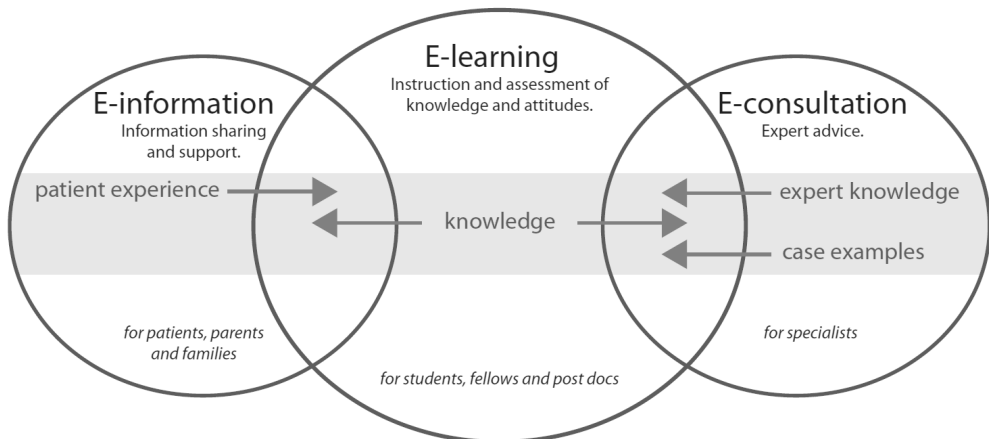 E-learning
Instruction and assessment of
knowledge and attitudes.
E-information
Information sharing
and support.
E-consultation
Expert advice.
patient experience
expert knowledge
knowledge
case examples
for patients, parents
and families
for specialists
for students, fellows and post docs